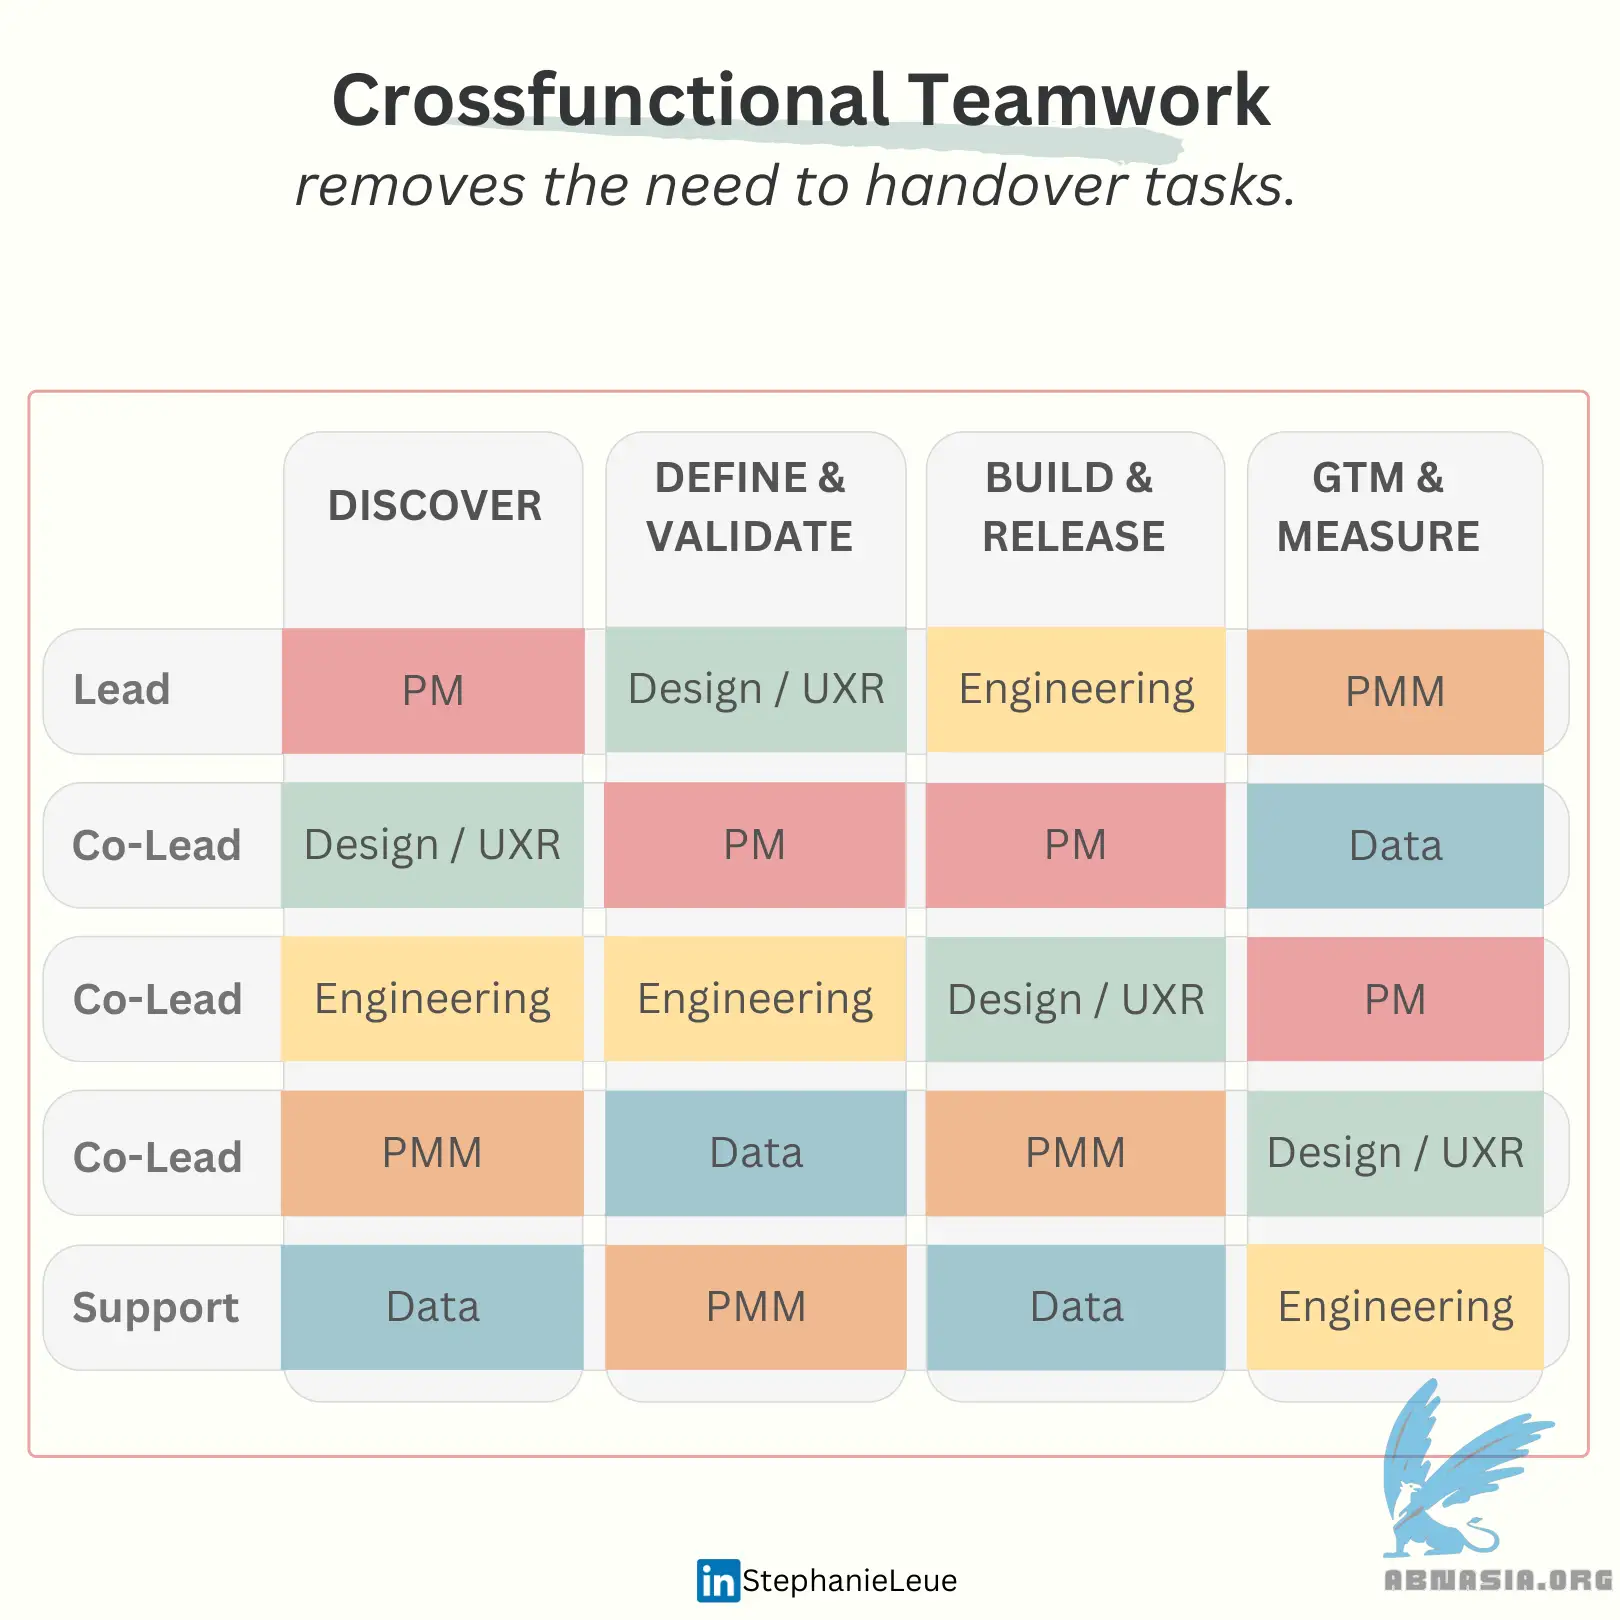 Crossfunctional Teamwork
removes the need to handover tasks.
DISCOVER
DEFINE &
VALIDATE
BUILD &
RELEASE
GTM &
MEASURE
Lead
PM
Design / UXR
Engineering
PMM
Co-Lead
Design / UXR
PM
PM
Data
Co-Lead
Engineering
Engineering
Design / UXR
PM
Co-Lead
PMM
Data
PMM
Design / UXR
Support
Data
PMM
Data
Engineering
in StephanieLeue
ABNASIA.ORG